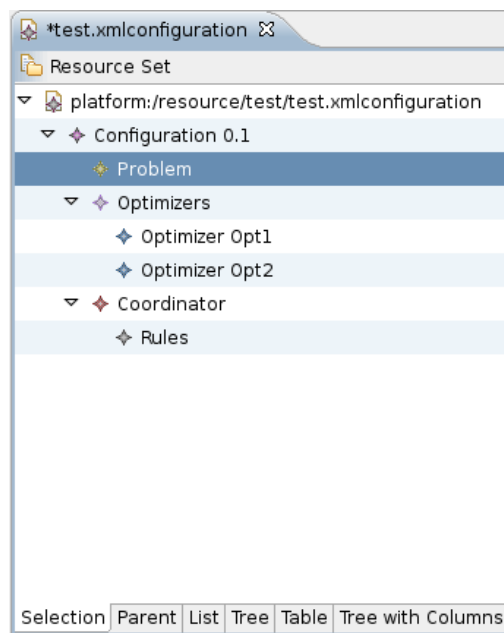 *test.xmlconfiguration
Resource Set
platform:/resource/test/test.xmlconfiguration
Configuration 0.1
Problem
Optimizers
Optimizer Opt1
Optimizer Opt2
Coordinator
Rules
Selection Parent List Tree Table Tree with Columns